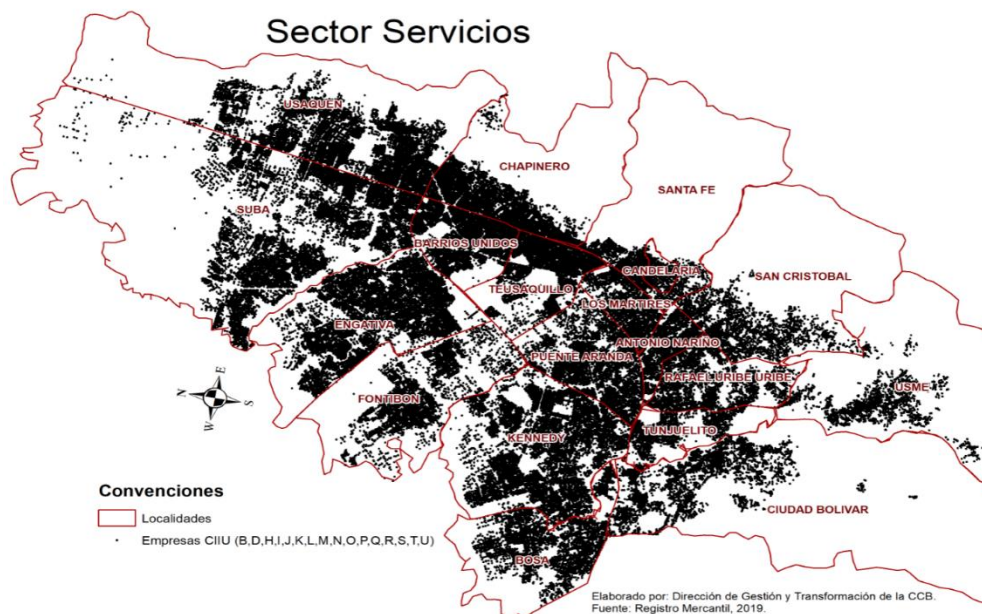 Sector Servicios
USAQUEN
CHAPINERO
SANTA FE
SUBA
BARRIOS UNIDOS
CANDELARIA
SAN CRISTOBAL
TEUSAQUILLO
LOS MARTIRES
ENGATIVA
ANTONIO NARIÑO
PUENTE ARANDA
RAFAEL URIBE URIBE
USME
FONTIBON
TUNJUELITO
KENNEDY
N
E
W
S
CIUDAD BOLIVAR
BOSA
Convenciones
Localidades
Empresas CIIU (B,D,H,I,J,K,L,M,N,O,P,Q,R,S,T,U)
Elaborado por: Dirección de Gestión y Transformación de la CCB.
Fuente: Registro Mercantil, 2019.